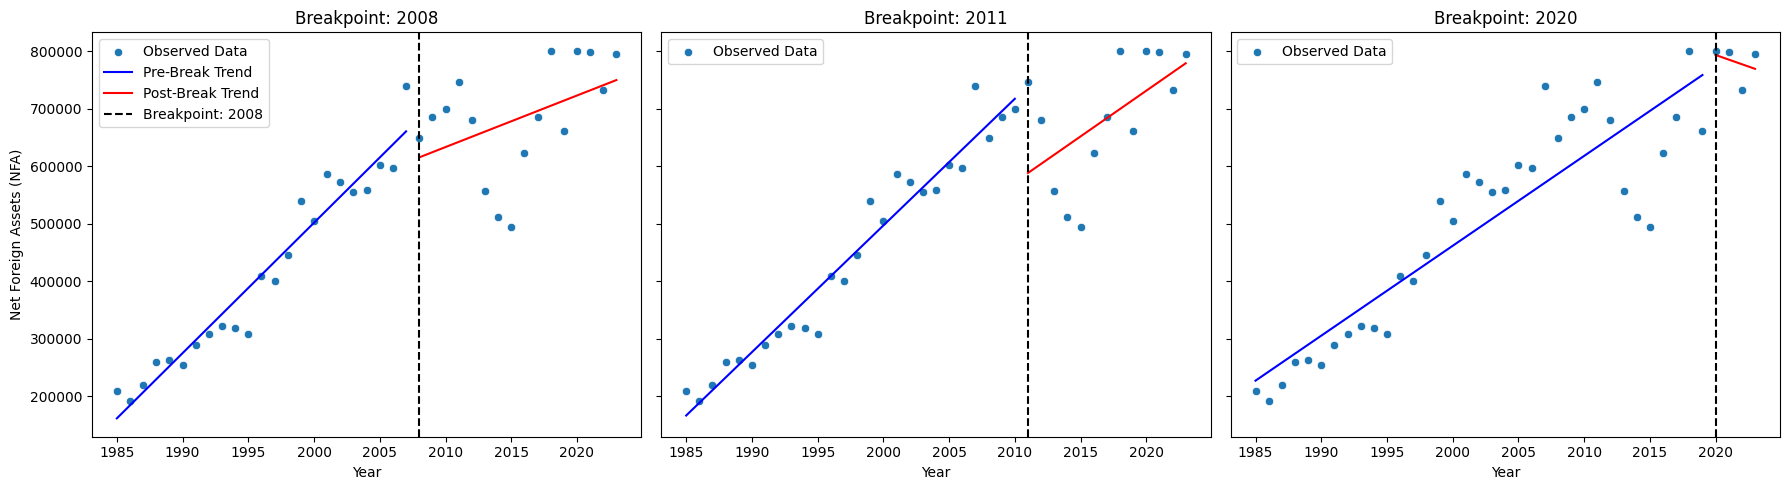 Breakpoint: 2008
Observed Data
Pre-Break Trend
Post-Break Trend
Breakpoint: 2008
Net Foreign Assets (NFA)
800000
700000
600000
500000
400000
300000
200000
1985 1990 1995 2000 2005 2010 2015 2020
Year
Breakpoint: 2011
Observed Data
1985 1990 1995 2000 2005 2010 2015 2020
Year
Breakpoint: 2020
Observed Data
1985 1990 1995 2000 2005 2010 2015 2020
Year